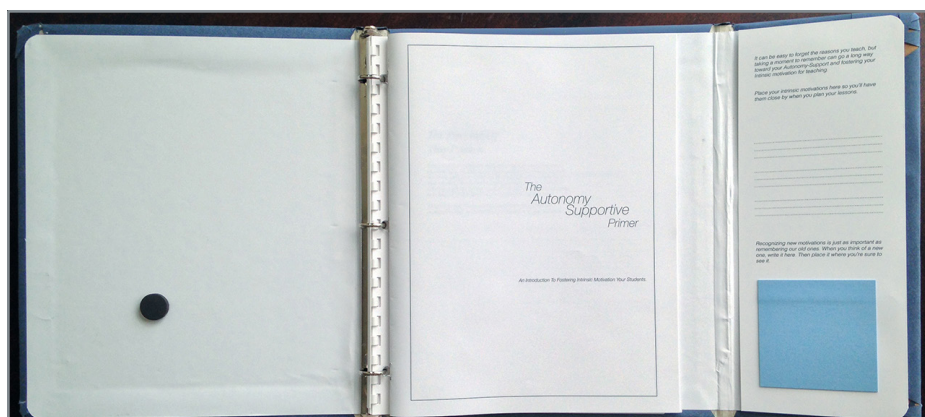 The
Autonomy
Supportive
Primer
An Introduction To Fostering Intrinsic Motivation Your Students.
It can be easy to forget the reasons you teach, but
taking a moment to remember can go a long way
toward your Autonomy-Support and fostering your
intrinsic motivation for teaching.
Place your intrinsic motivations here so you'll have
them close by when you plan your lessons.
Recognizing new motivations is just as important as
remembering our old ones. When you think of a new
one, write it here. Then place it where you're sure to
see it.